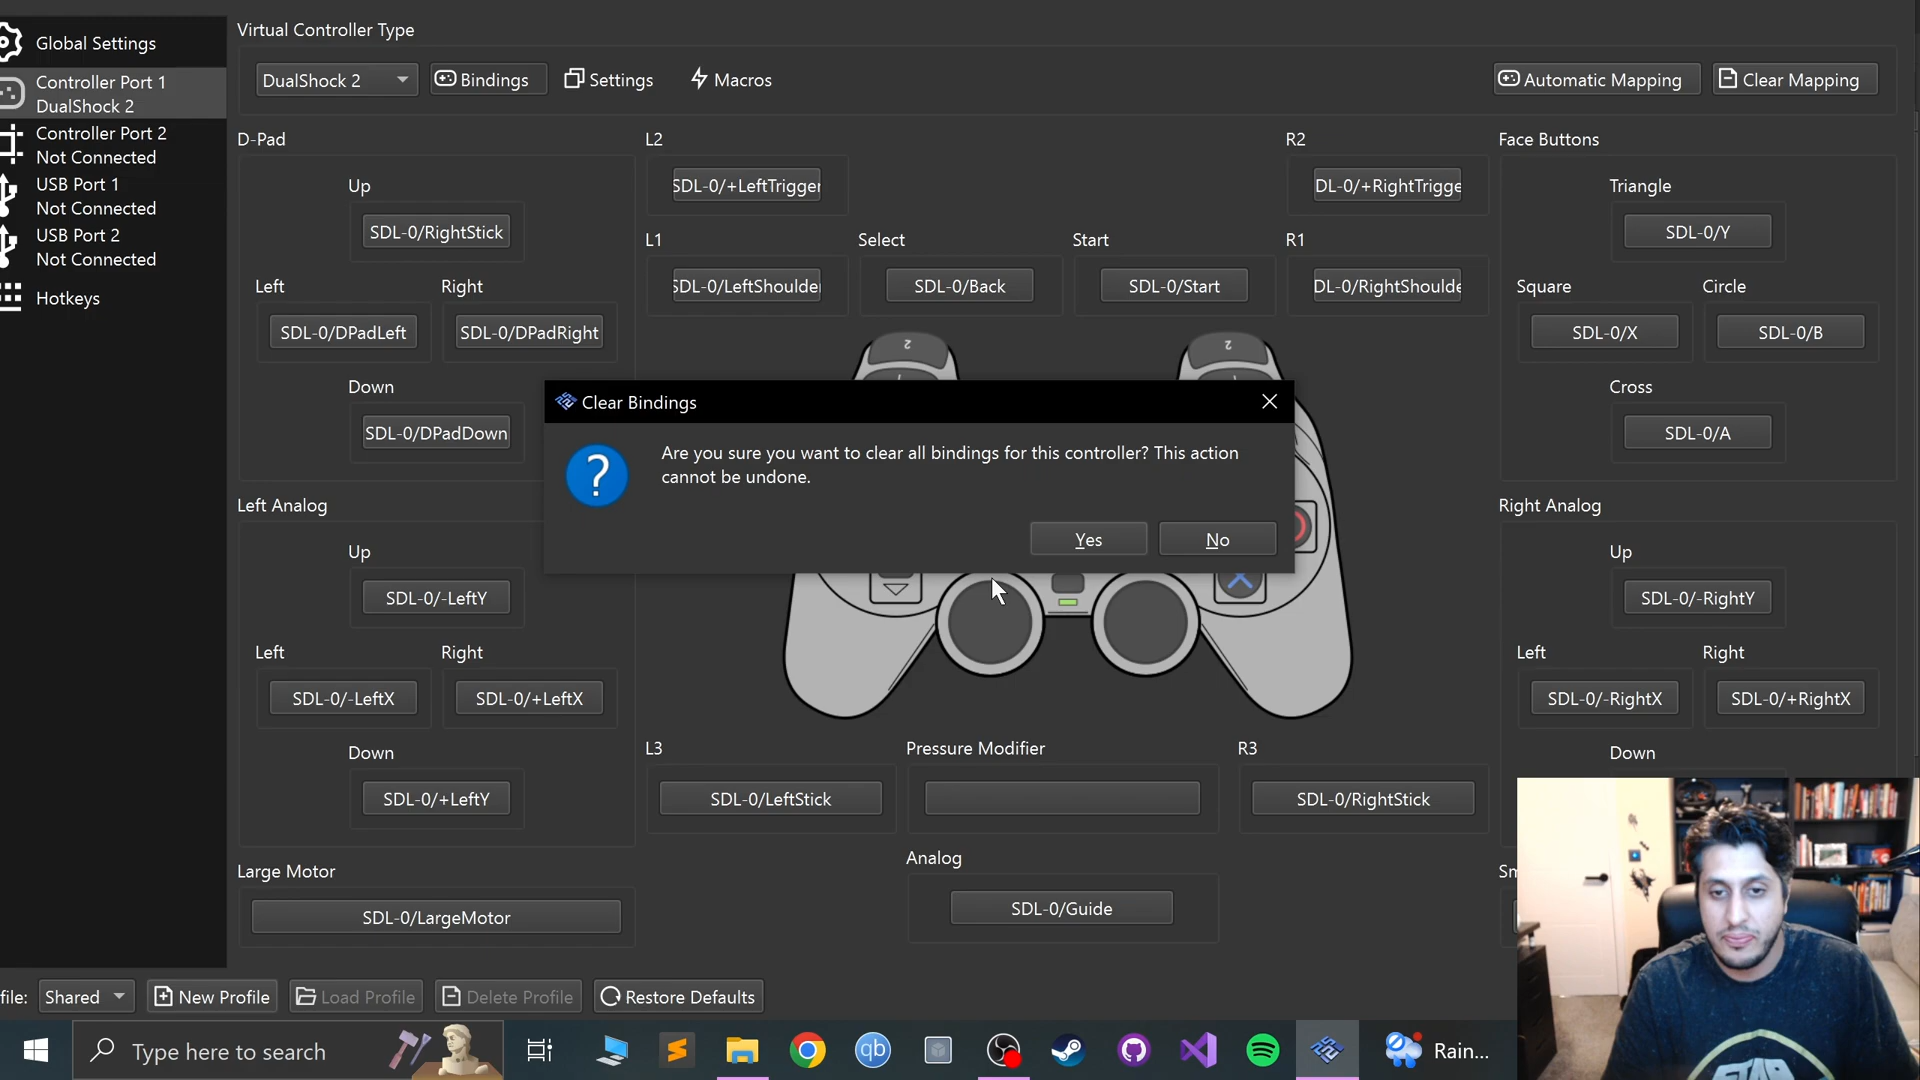 Global Settings
Controller Port 1
DualShock 2
Controller Port 2
Not Connected
USB Port 1
Not Connected
USB Port 2
Not Connected
Hotkeys
Virtual Controller Type
DualShock 2
Bindings
Settings
Macros
Automatic Mapping
Clear Mapping
D-Pad
Up
SDL-0/RightStick
Left
Right
SDL-0/DPadLeft
SDL-0/DPadRight
Down
SDL-0/DPadDown
L2
SDL-0/+LeftTrigger
R2
DL-0/+RightTrigge
L1
SDL-0/LeftShoulder
Select
SDL-0/Back
Start
SDL-0/Start
R1
DL-0/RightShoulde
Face Buttons
Triangle
SDL-0/Y
Square
Circle
SDL-0/X
SDL-0/B
Cross
SDL-0/A
2
2
Clear Bindings
Are you sure you want to clear all bindings for this controller? This action
cannot be undone.
Yes
No
Left Analog
Up
SDL-0/-LeftY
Left
Right
SDL-0/-LeftX
SDL-0/+LeftX
Down
SDL-0/+LeftY
Right Analog
Up
SDL-0/-RightY
Left
Right
SDL-0/-RightX
SDL-0/+RightX
Down
L3
SDL-0/LeftStick
Pressure Modifier
R3
SDL-0/RightStick
Analog
SDL-0/Guide
Large Motor
SDL-0/LargeMotor
Sm
file:
Shared
New Profile
Load Profile
Delete Profile
Restore Defaults
Type here to search
qb
Rain...